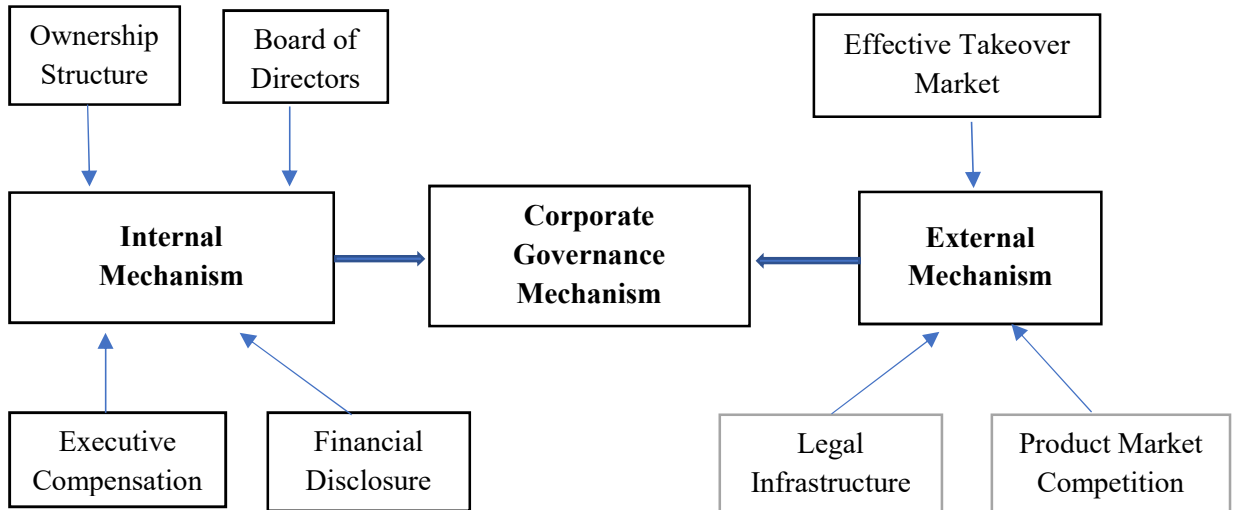 Ownership
Structure
Board of
Directors
Effective Takeover
Market
Internal
Mechanism
Corporate
Governance
Mechanism
External
Mechanism
Executive
Compensation
Financial
Disclosure
Legal
Infrastructure
Product Market
Competition